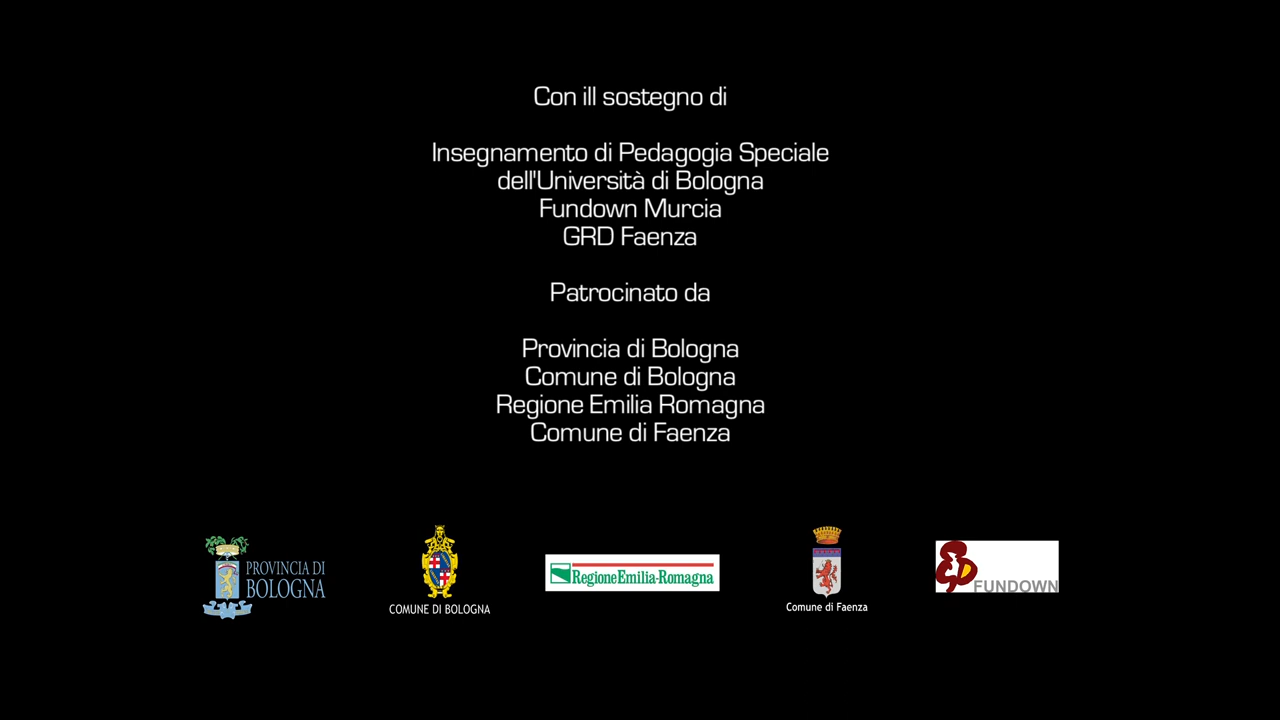 Con ill sostegno di
Insegnamento di Pedagogia Speciale
dell'Università di Bologna
Fundown Murcia
GRD Faenza
Patrocinato da
Provincia di Bologna
Comune di Bologna
Regione Emilia Romagna
Comune di Faenza
PROVINCIA DI
BOLOGNA
COMUNE DI BOLOGNA
RegioneEmilia-Romagna
Comune di Faenza
FUNDOWN